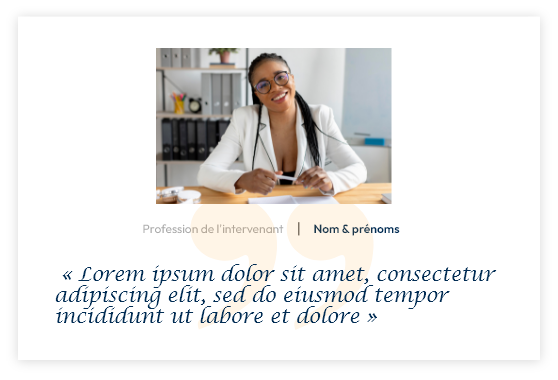 Profession de l'intervenant | Nom & prénoms
« Lorem ipsum dolor sit amet, consectetur
adipiscing elit, sed do eiusmod tempor
incididunt ut labore et dolore »